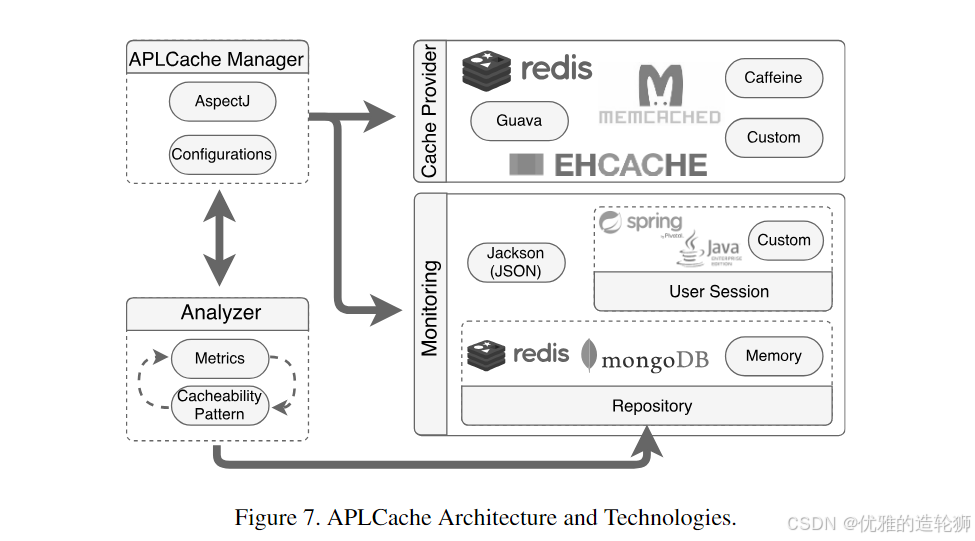 APLCache Manager
AspectJ
Configurations
Analyzer
Metrics
Cacheability
Pattern
Cache Provider
redis
Guava
MEMCACHED
EHCACHE
Caffeine
Custom
Monitoring
Jackson
(JSON)
spring
by Pivotal.
Java
ENTERPRISE
EDITION
Custom
User Session
redis
mongoDB
Memory
Repository
Figure 7. APLCache Architecture and Technologies.
CSDN @优雅的造轮狮